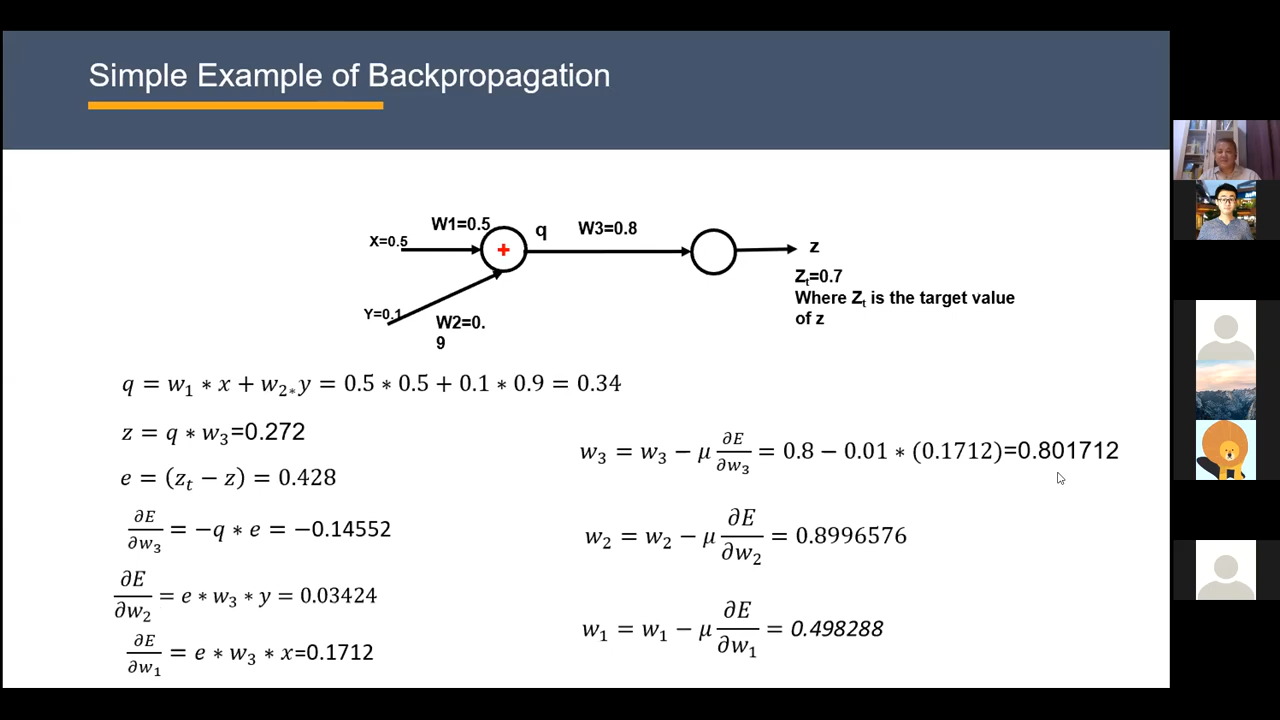 Simple Example of Backpropagation
W1=0.5
q
W3=0.8
X=0.5
+
z
Zt=0.7
Where Zt is the target value
of z
Y=0.1
W2=0.
9
q = w₁ ∗ x + w₂∗y = 0.5 ∗ 0.5 + 0.1 ∗ 0.9 = 0.34
z = q ∗ w₃=0.272
e = (zt − z) = 0.428
∂E/∂w₃ = −q ∗ e = −0.14552
∂E/∂w₂ = e ∗ w₃ ∗ y = 0.03424
∂E/∂w₁ = e ∗ w₃ ∗ x=0.1712
w₃ = w₃ − μ ∂E/∂w₃ = 0.8 − 0.01 ∗ (0.1712)=0.801712
w₂ = w₂ − μ ∂E/∂w₂ = 0.8996576
w₁ = w₁ − μ ∂E/∂w₁ = 0.498288